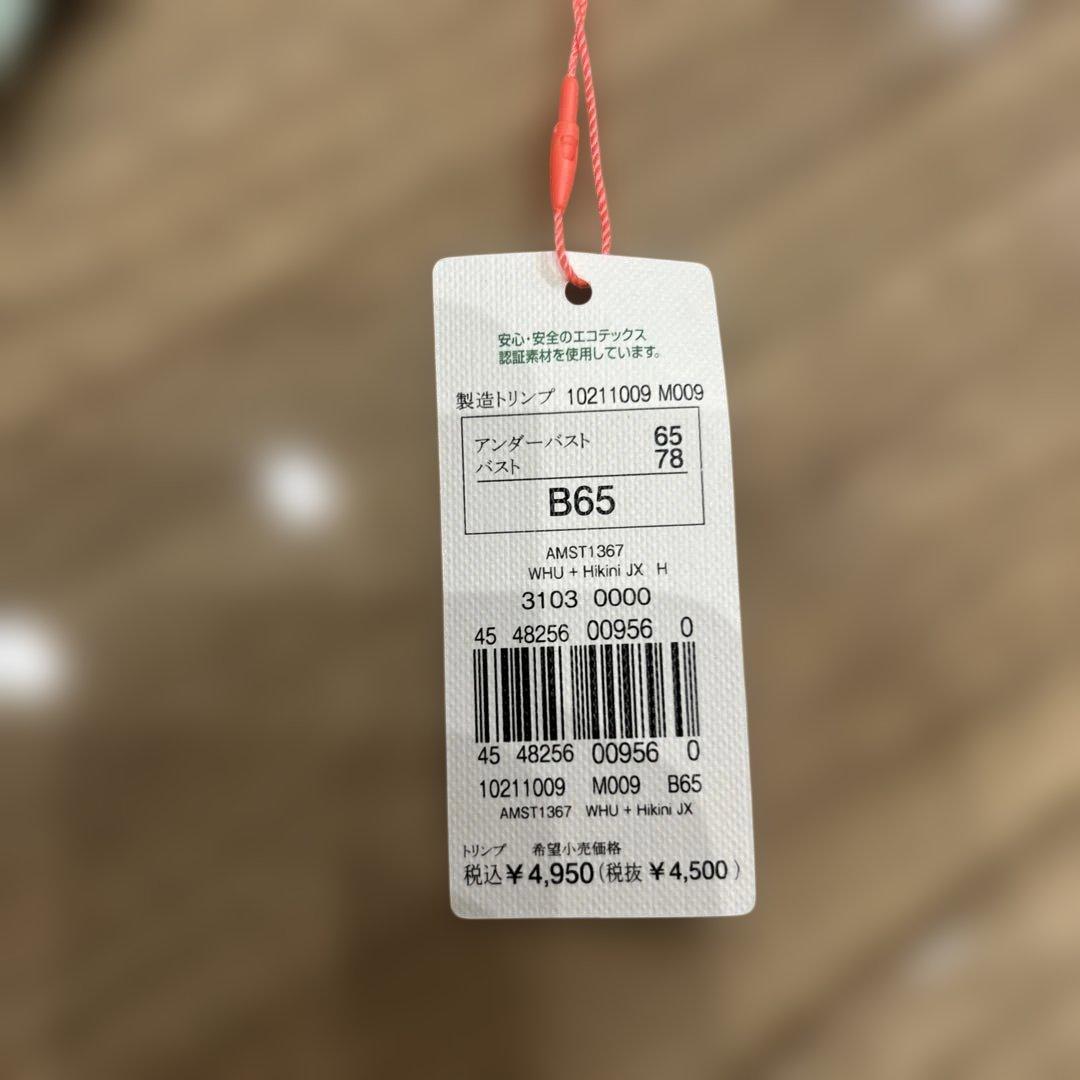 安心・安全のエコテックス
認証素材を使用しています。
製造トリンプ 10211009 M009
アンダーバスト 65
バスト 78
B65
AMST1367
WHU + Hikini JX H
3103 0000
45 48256 00956 0
45 48256 00956 0
10211009 M009 B65
AMST1367 WHU + Hikini JX
トリンプ 希望小売価格
税込￥4,950(税抜￥4,500)